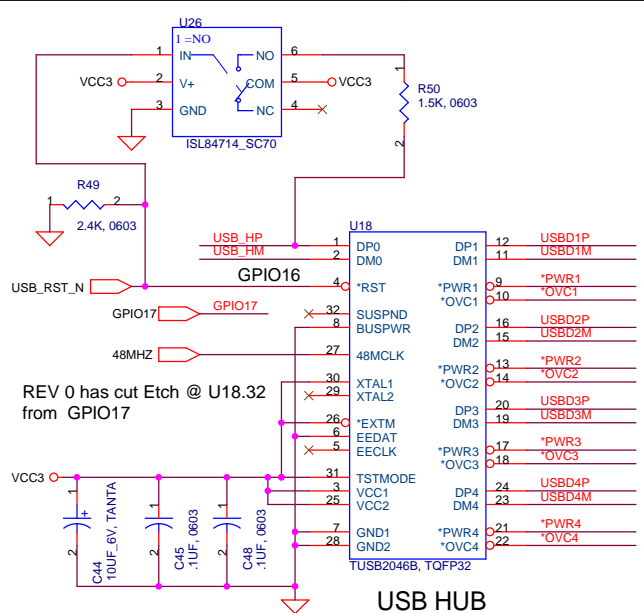 U26
1 =NO
1 IN NO 6
VCC3 2 V+ COM 5 VCC3
3 GND NC 4
ISL84714_SC70
1
R50
1.5K, 0603
2
R49
1 2
2.4K, 0603
U18
USB_HP 1 DP0 DP1 12 USBD1P
USB_HM 2 DM0 DM1 11 USBD1M
GPIO16
USB_RST_N 4 *RST *PWR1 9 *PWR1
*OVC1 10 *OVC1
GPIO17 GPIO17 32 SUSPND
8 BUSPWR DP2 16 USBD2P
DM2 15 USBD2M
48MHZ 27 48MCLK
*PWR2 13 *PWR2
30 XTAL1 *OVC2 14 *OVC2
29 XTAL2
REV 0 has cut Etch @ U18.32
from GPIO17
DP3 20 USBD3P
26 *EXTM DM3 19 USBD3M
6 EEDAT
5 EECLK *PWR3 17 *PWR3
*OVC3 18 *OVC3
VCC3 31 TSTMODE
3 VCC1 DP4 24 USBD4P
25 VCC2 DM4 23 USBD4M
7 GND1 *PWR4 21 *PWR4
28 GND2 *OVC4 22 *OVC4
TUSB2046B, TQFP32
1 + 2
C44
10UF_6V, TANTA
1 2
C45
.1UF, 0603
1 2
C48
.1UF, 0603
USB HUB